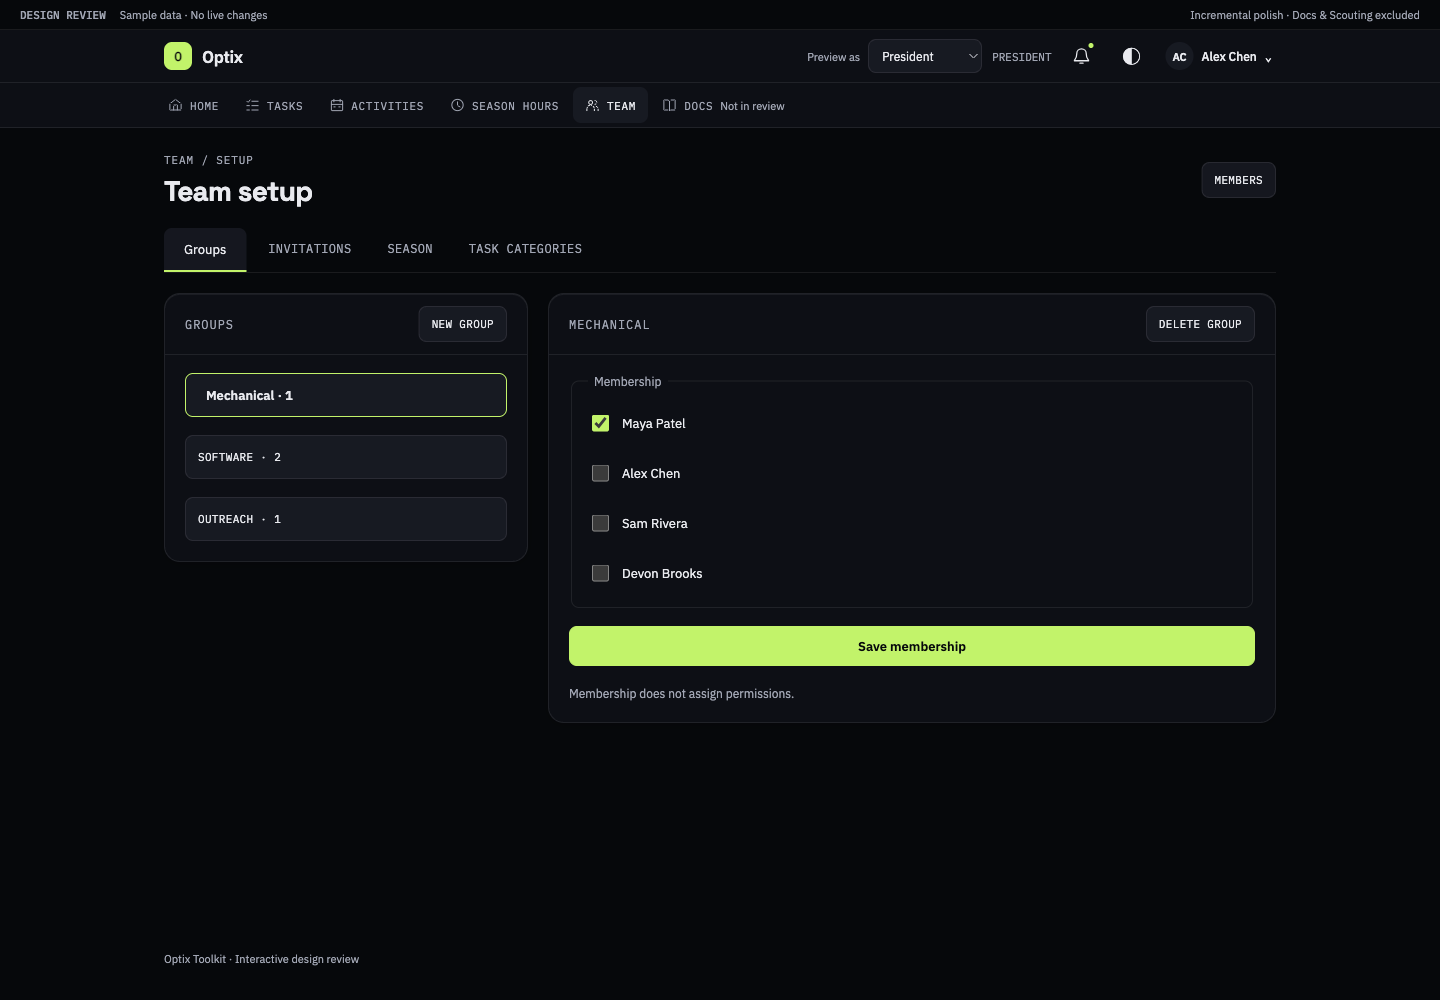 DESIGN REVIEW Sample data · No live changes
Incremental polish · Docs & Scouting excluded
O Optix
Preview as President PRESIDENT
AC Alex Chen
HOME TASKS ACTIVITIES SEASON HOURS TEAM DOCS Not in review
TEAM / SETUP
Team setup
MEMBERS
Groups INVITATIONS SEASON TASK CATEGORIES
GROUPS
NEW GROUP
Mechanical · 1
SOFTWARE · 2
OUTREACH · 1
MECHANICAL
DELETE GROUP
Membership
Maya Patel
Alex Chen
Sam Rivera
Devon Brooks
Save membership
Membership does not assign permissions.
Optix Toolkit · Interactive design review